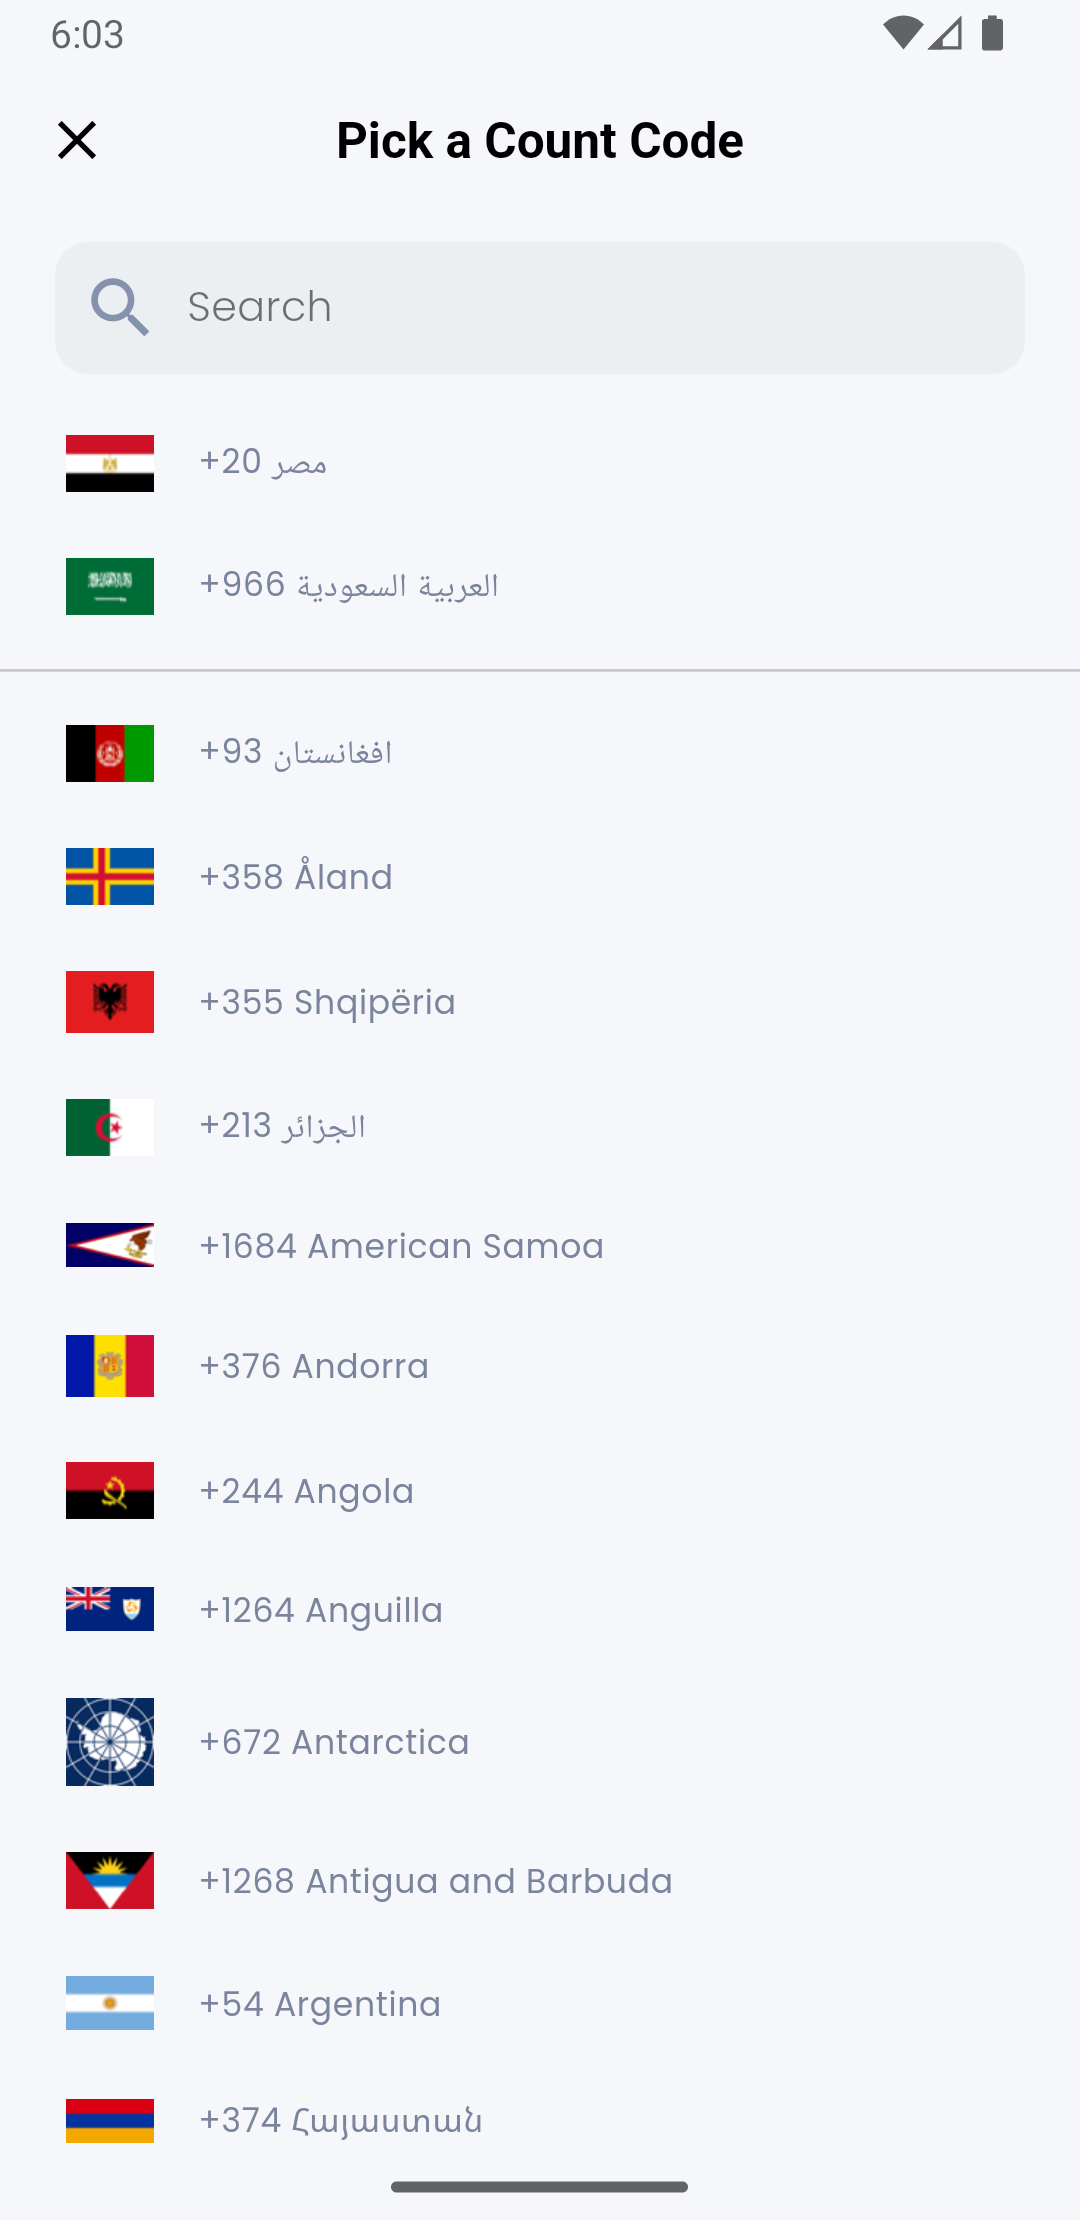 6:03
Pick a Count Code
Search
+20 مصر
+966 العربية السعودية
+93 افغانستان
+358 Åland
+355 Shqipëria
+213 الجزائر
+1684 American Samoa
+376 Andorra
+244 Angola
+1264 Anguilla
+672 Antarctica
+1268 Antigua and Barbuda
+54 Argentina
+374 Հայաստան